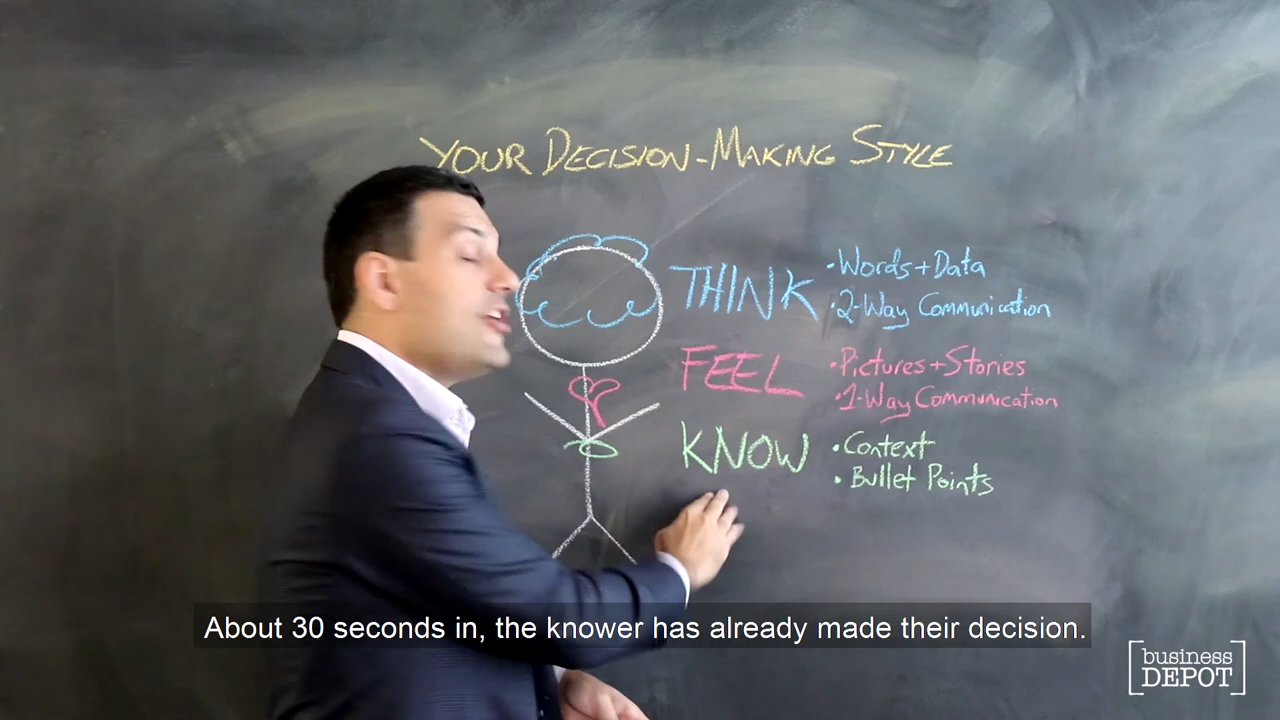 YOUR DECISION-MAKING STYLE
THINK
• Words + Data
• 2-Way Communication
FEEL
• Pictures + Stories
• 1-Way Communication
KNOW
• Context
• Bullet Points
About 30 seconds in, the knower has already made their decision.
business
DEPOT